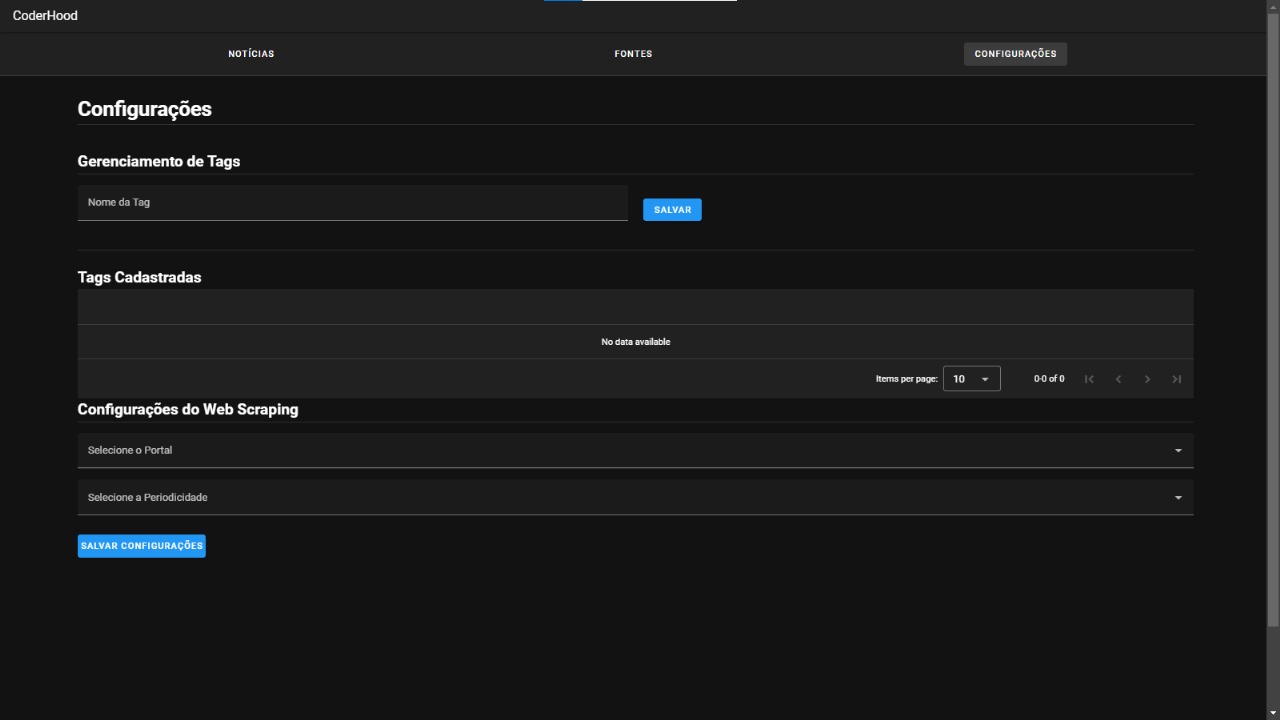 CoderHood
NOTÍCIAS FONTES CONFIGURAÇÕES
Configurações
Gerenciamento de Tags
Nome da Tag
SALVAR
Tags Cadastradas
No data available
Items per page: 10 0-0 of 0
Configurações do Web Scraping
Selecione o Portal
Selecione a Periodicidade
SALVAR CONFIGURAÇÕES